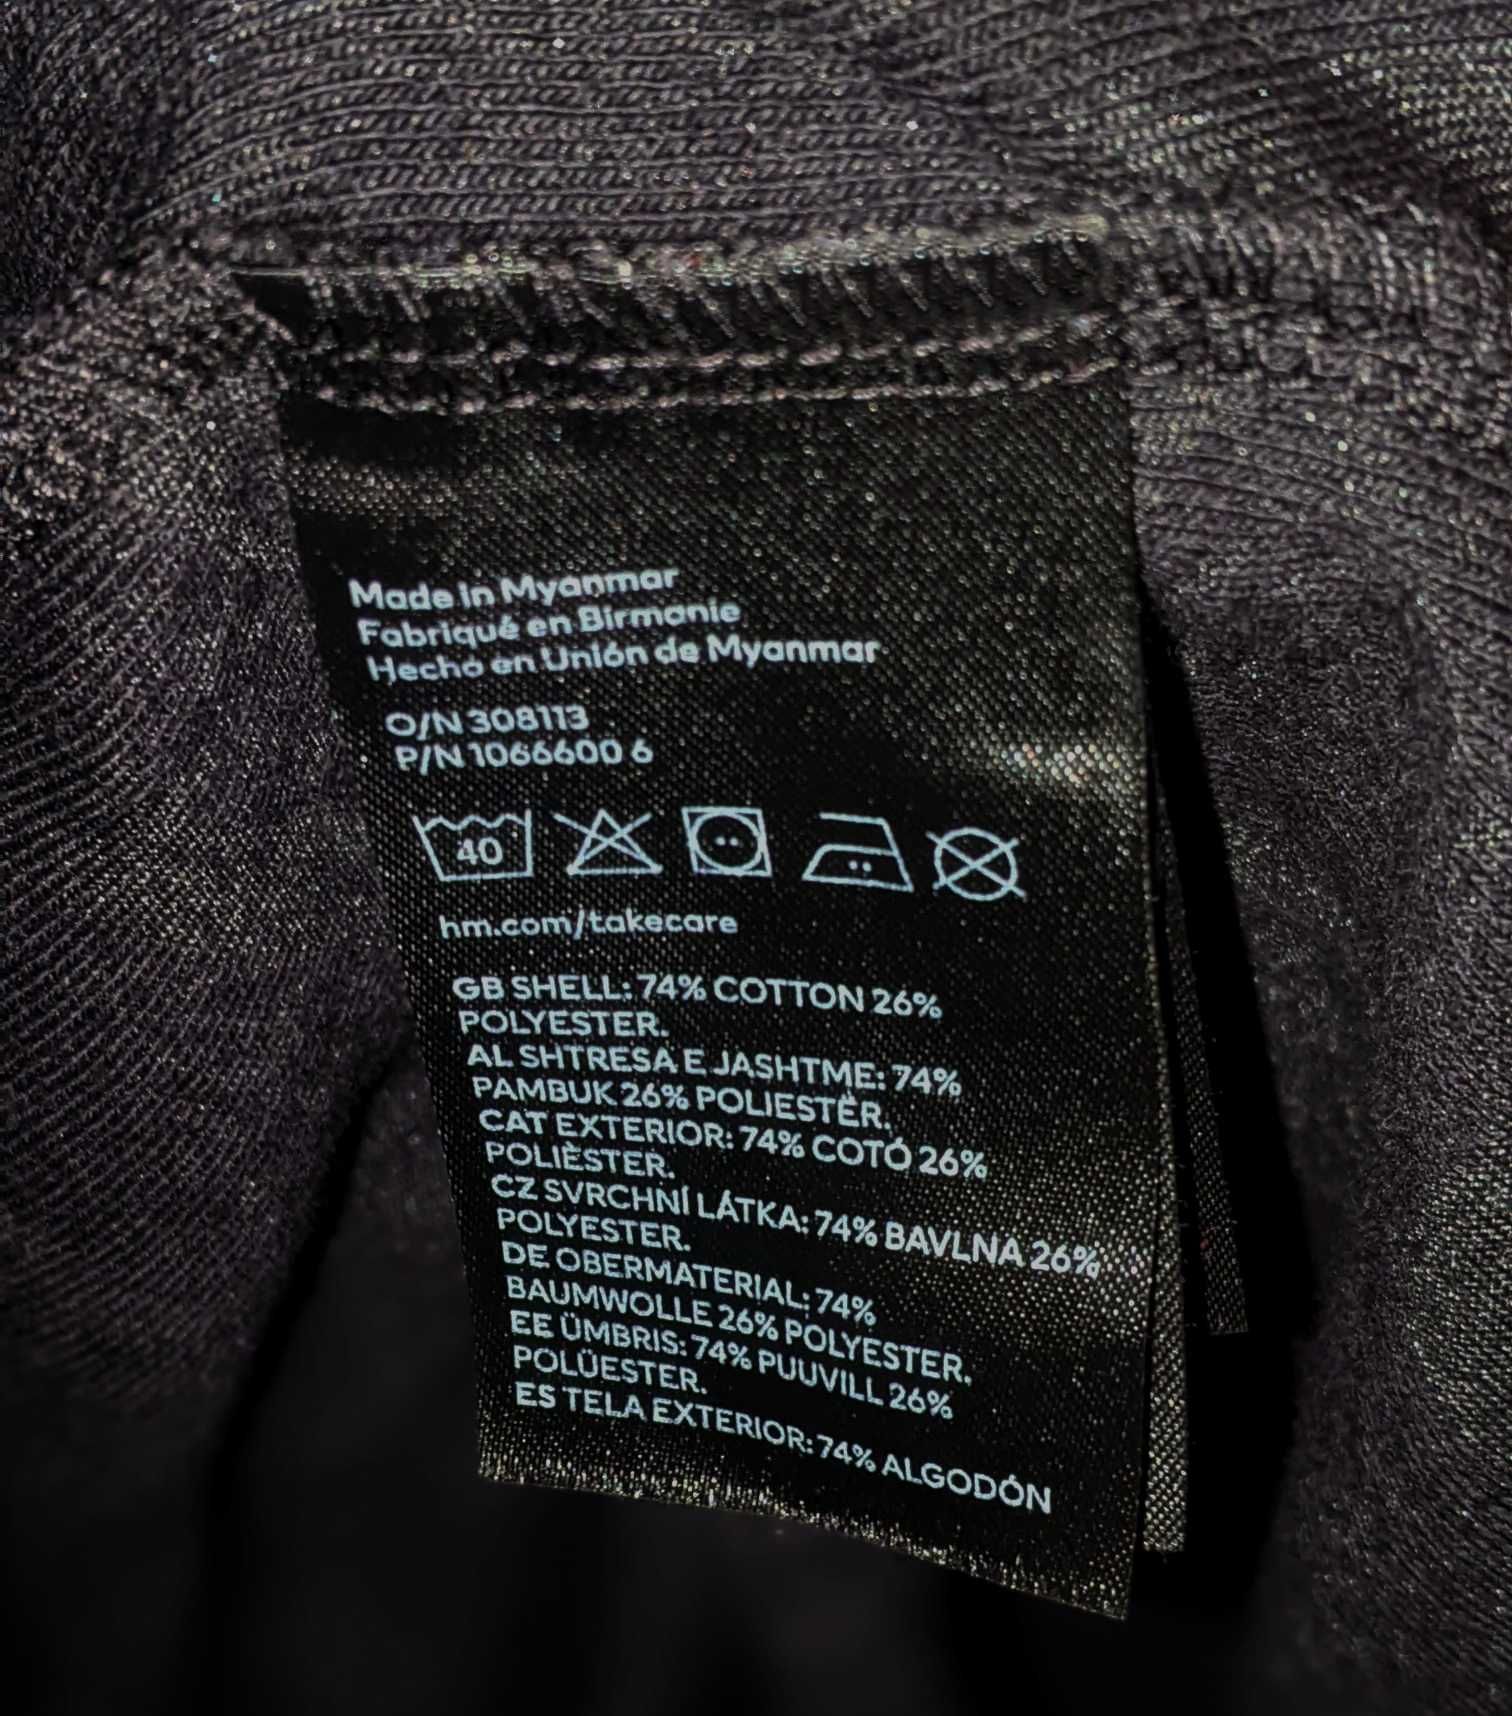 Made in Myanmar
Fabriqué en Birmanie
Hecho en Unión de Myanmar
O/N 308113
P/N 1066600 6
40
hm.com/takecare
GB SHELL: 74% COTTON 26%
POLYESTER.
AL SHTRESA E JASHTME: 74%
PAMBUK 26% POLIESTËR.
CAT EXTERIOR: 74% COTÓ 26%
POLIÈSTER.
CZ SVRCHNÍ LÁTKA: 74% BAVLNA 26%
POLYESTER.
DE OBERMATERIAL: 74%
BAUMWOLLE 26% POLYESTER.
EE ÜMBRIS: 74% PUUVILL 26%
POLÜESTER.
ES TELA EXTERIOR: 74% ALGODÓN